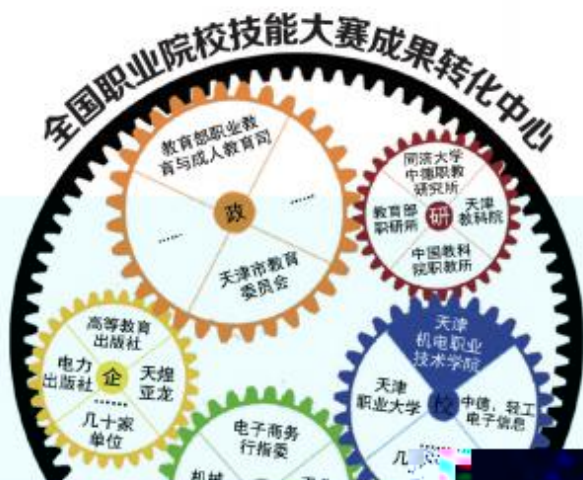 全国职业院校技能大赛成果转化中心
教育部职业教
育与成人教育司
......
......
政
天津市教育
委员会
同济大学
中德职教
研究所
教育部
职研所
研
天津
教科院
中国教科
院职教所
高等教育
出版社
电力
出版社
企
天煌
亚龙
......
几十家
单位
天津
机电职业
技术学院
天津
职业大学
校
中德、轻工
电子信息
......
几
电子商务
行指委
机械